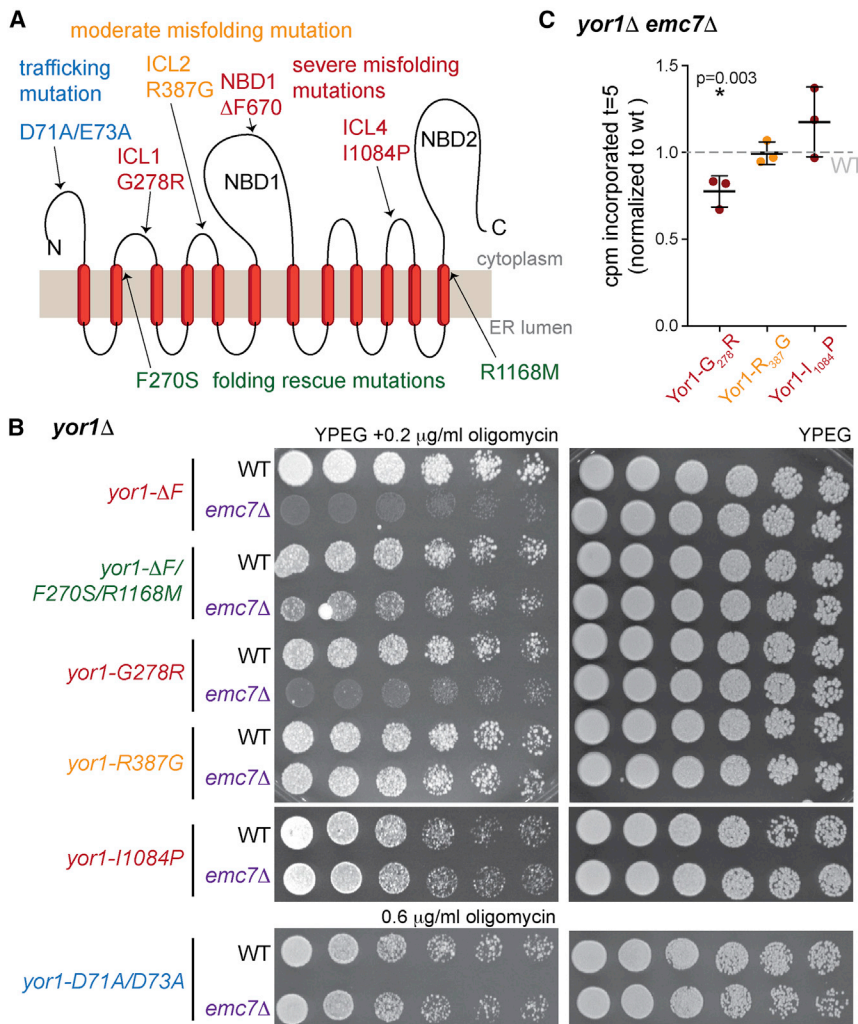 A
moderate misfolding mutation
trafficking
mutation
D71A/E73A
ICL2
R387G
NBD1
ΔF670
severe misfolding
mutations
ICL1
G278R
ICL4
I1084P
NBD1
NBD2
N
C
cytoplasm
ER lumen
F270S folding rescue mutations
R1168M
C yor1Δ emc7Δ
cpm incorporated t=5
(normalized to wt )
1.5
1.0
0.5
0.0
p=0.003
*
WT
Yor1-G278R
Yor1-R387G
Yor1-I1084P
B yor1Δ
YPEG +0.2 μg/ml oligomycin
YPEG
yor1-ΔF
WT
emc7Δ
yor1-ΔF/
F270S/R1168M
WT
emc7Δ
yor1-G278R
WT
emc7Δ
yor1-R387G
WT
emc7Δ
yor1-I1084P
WT
emc7Δ
0.6 μg/ml oligomycin
yor1-D71A/D73A
WT
emc7Δ